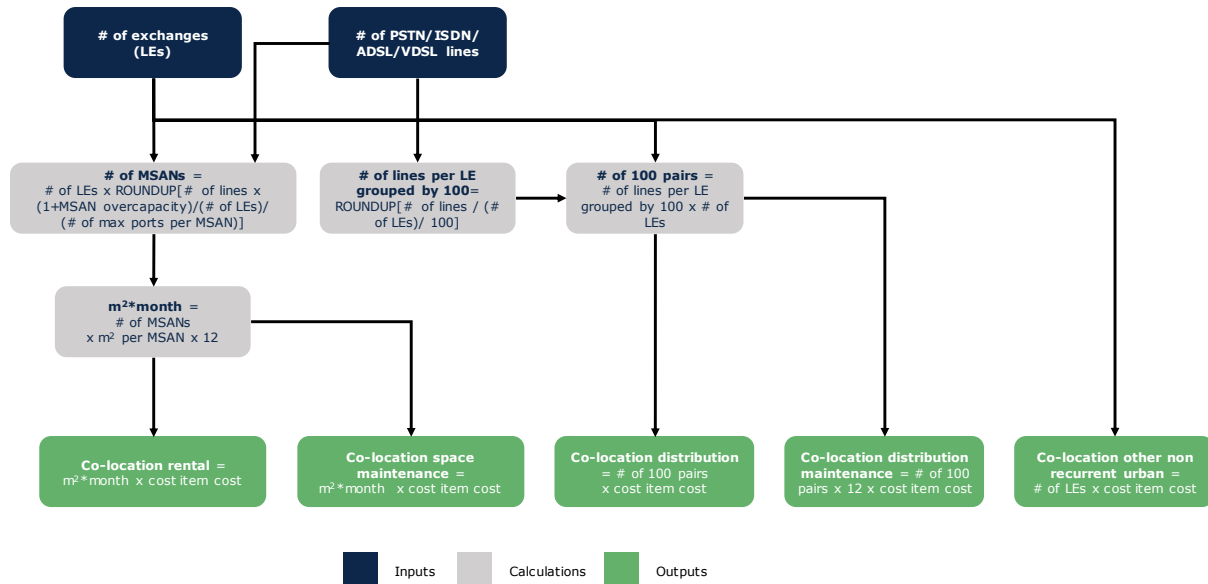 # of exchanges
(LEs)
# of PSTN/ISDN/
ADSL/VDSL lines
# of MSANs =
# of LEs x ROUNDUP[# of lines x
(1+MSAN overcapacity)/(# of LEs)/
(# of max ports per MSAN)]
# of lines per LE
grouped by 100=
ROUNDUP[# of lines / (#
of LEs)/ 100]
# of 100 pairs =
# of lines per LE
grouped by 100 x # of
LEs
m²*month =
# of MSANs
x m² per MSAN x 12
Co-location rental =
m²*month x cost item cost
Co-location space
maintenance =
m²*month x cost item cost
Co-location distribution
= # of 100 pairs
x cost item cost
Co-location distribution
maintenance = # of 100
pairs x 12 x cost item cost
Co-location other non
recurrent urban =
# of LEs x cost item cost
Inputs
Calculations
Outputs